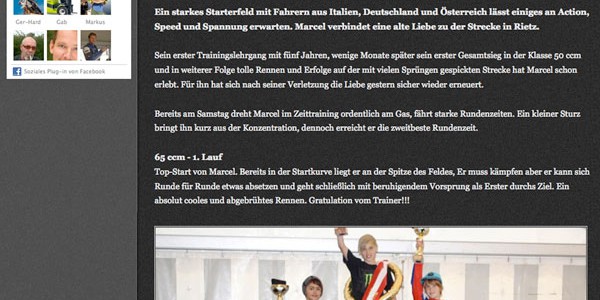 Ger-Hard Gab Markus
Soziales Plug-in von Facebook
Ein starkes Starterfeld mit Fahrern aus Italien, Deutschland und Österreich lässt einiges an Action,
Speed und Spannung erwarten. Marcel verbindet eine alte Liebe zu der Strecke in Rietz.
Sein erster Trainingslehrgang mit fünf Jahren, wenige Monate später sein erster Gesamtsieg in der Klasse 50 ccm
und in weiterer Folge tolle Rennen und Erfolge auf der mit vielen Sprüngen gespickten Strecke hat Marcel schon
erlebt. Für ihn hat sich nach seiner Verletzung die Liebe gestern sicher wieder erneuert.
Bereits am Samstag dreht Marcel im Zeittraining ordentlich am Gas, fährt starke Rundenzeiten. Ein kleiner Sturz
bringt ihn kurz aus der Konzentration, dennoch erreicht er die zweitbeste Rundenzeit.
65 ccm - 1. Lauf
Top-Start von Marcel. Bereits in der Startkurve liegt er an der Spitze des Feldes, Er muss kämpfen aber er kann sich
Runde für Runde etwas absetzen und geht schließlich mit beruhigendem Vorsprung als Erster durchs Ziel. Ein
absolut cooles und abgebrühtes Rennen. Gratulation vom Trainer!!!